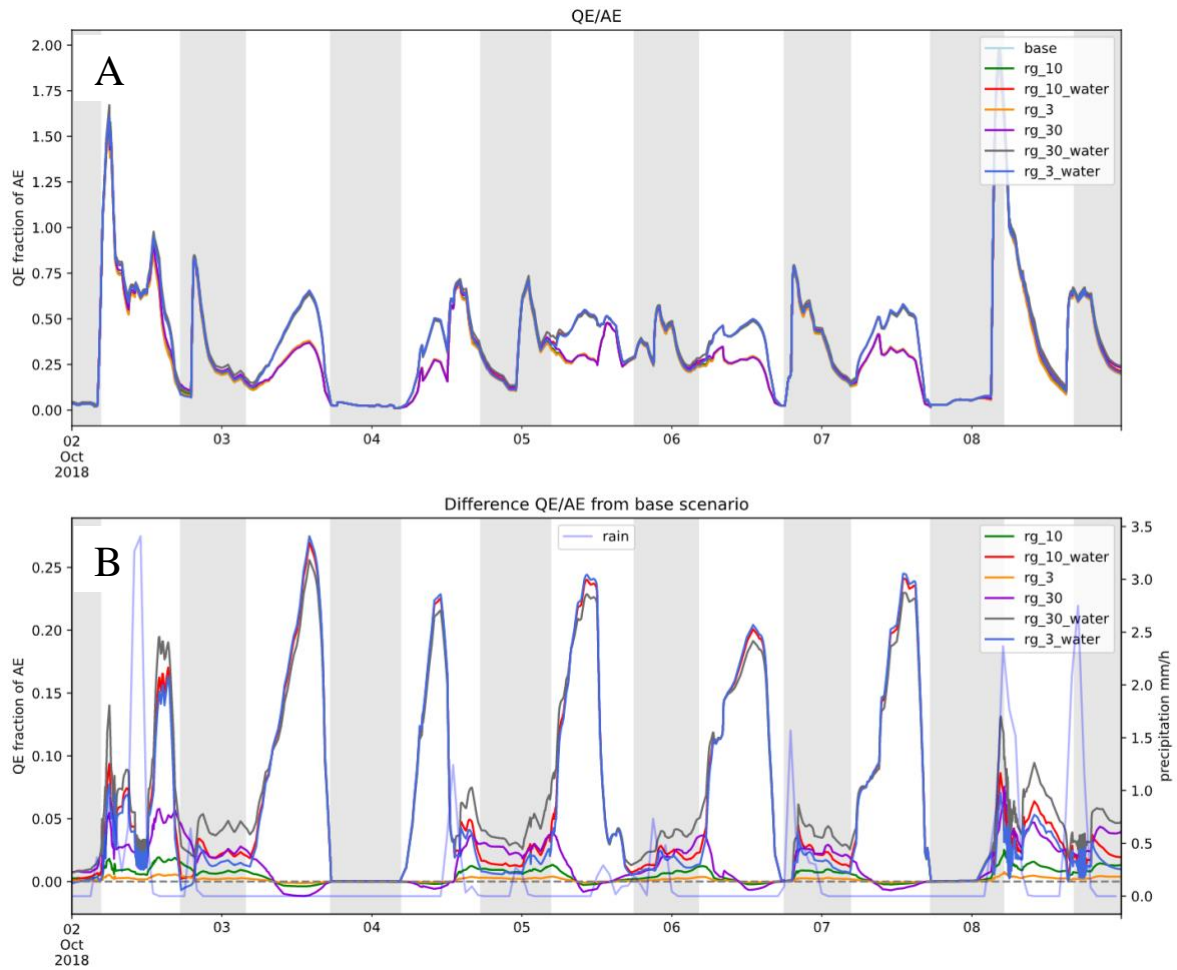 QE/AE
A
2.00
1.75
1.50
1.25
1.00
0.75
0.50
0.25
0.00
QE fraction of AE
base
rg_10
rg_10_water
rg_3
rg_30
rg_30_water
rg_3_water
02 03 04 05 06 07 08
Oct
2018
Difference QE/AE from base scenario
B
rain
rg_10
rg_10_water
rg_3
rg_30
rg_30_water
rg_3_water
0.25
0.20
0.15
0.10
0.05
0.00
QE fraction of AE
3.5
3.0
2.5
2.0
1.5
1.0
0.5
0.0
precipitation mm/h
02 03 04 05 06 07 08
Oct
2018